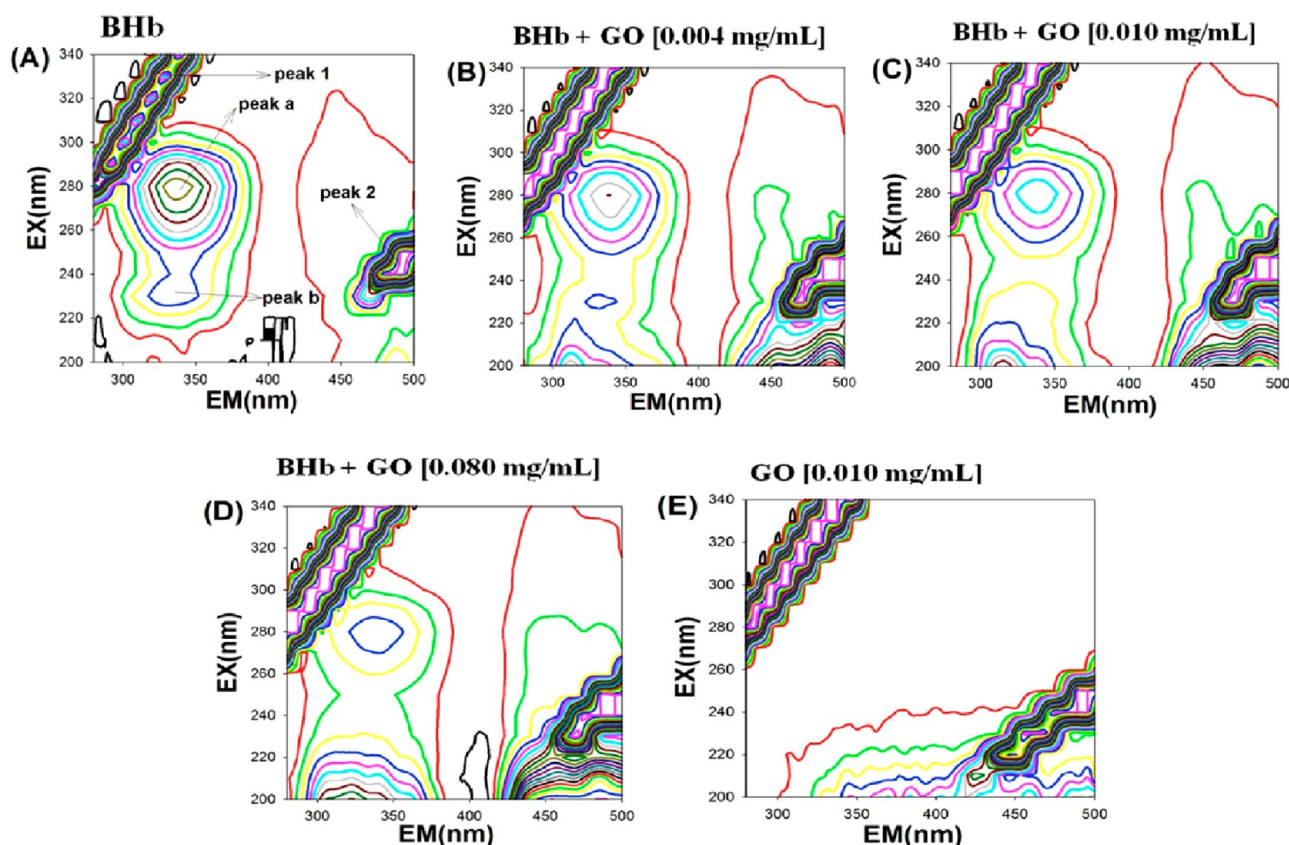 BHb
(A)
peak 1
peak a
peak 2
peak b
340
320
300
280
260
240
220
200
EX(nm)
300
350
400
450
500
EM(nm)
BHb + GO [0.004 mg/mL]
(B)
340
320
300
280
260
240
220
200
EX(nm)
300
350
400
450
500
EM(nm)
BHb + GO [0.010 mg/mL]
(C)
340
320
300
280
260
240
220
200
EX(nm)
300
350
400
450
500
EM(nm)
BHb + GO [0.080 mg/mL]
(D)
340
320
300
280
260
240
220
200
EX(nm)
300
350
400
450
500
EM(nm)
GO [0.010 mg/mL]
(E)
340
320
300
280
260
240
220
200
EX(nm)
300
350
400
450
500
EM(nm)